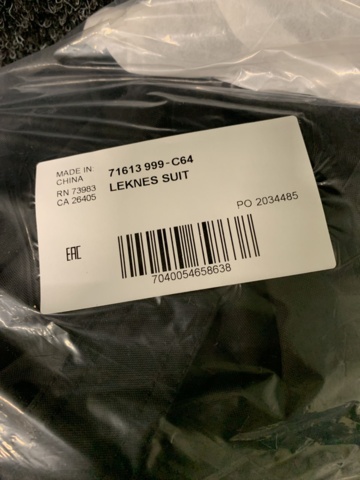 MADE IN: 71613 999-C64
CHINA LEKNES SUIT
RN 73983
CA 26405
PO 2034485
EAC
7040054658638